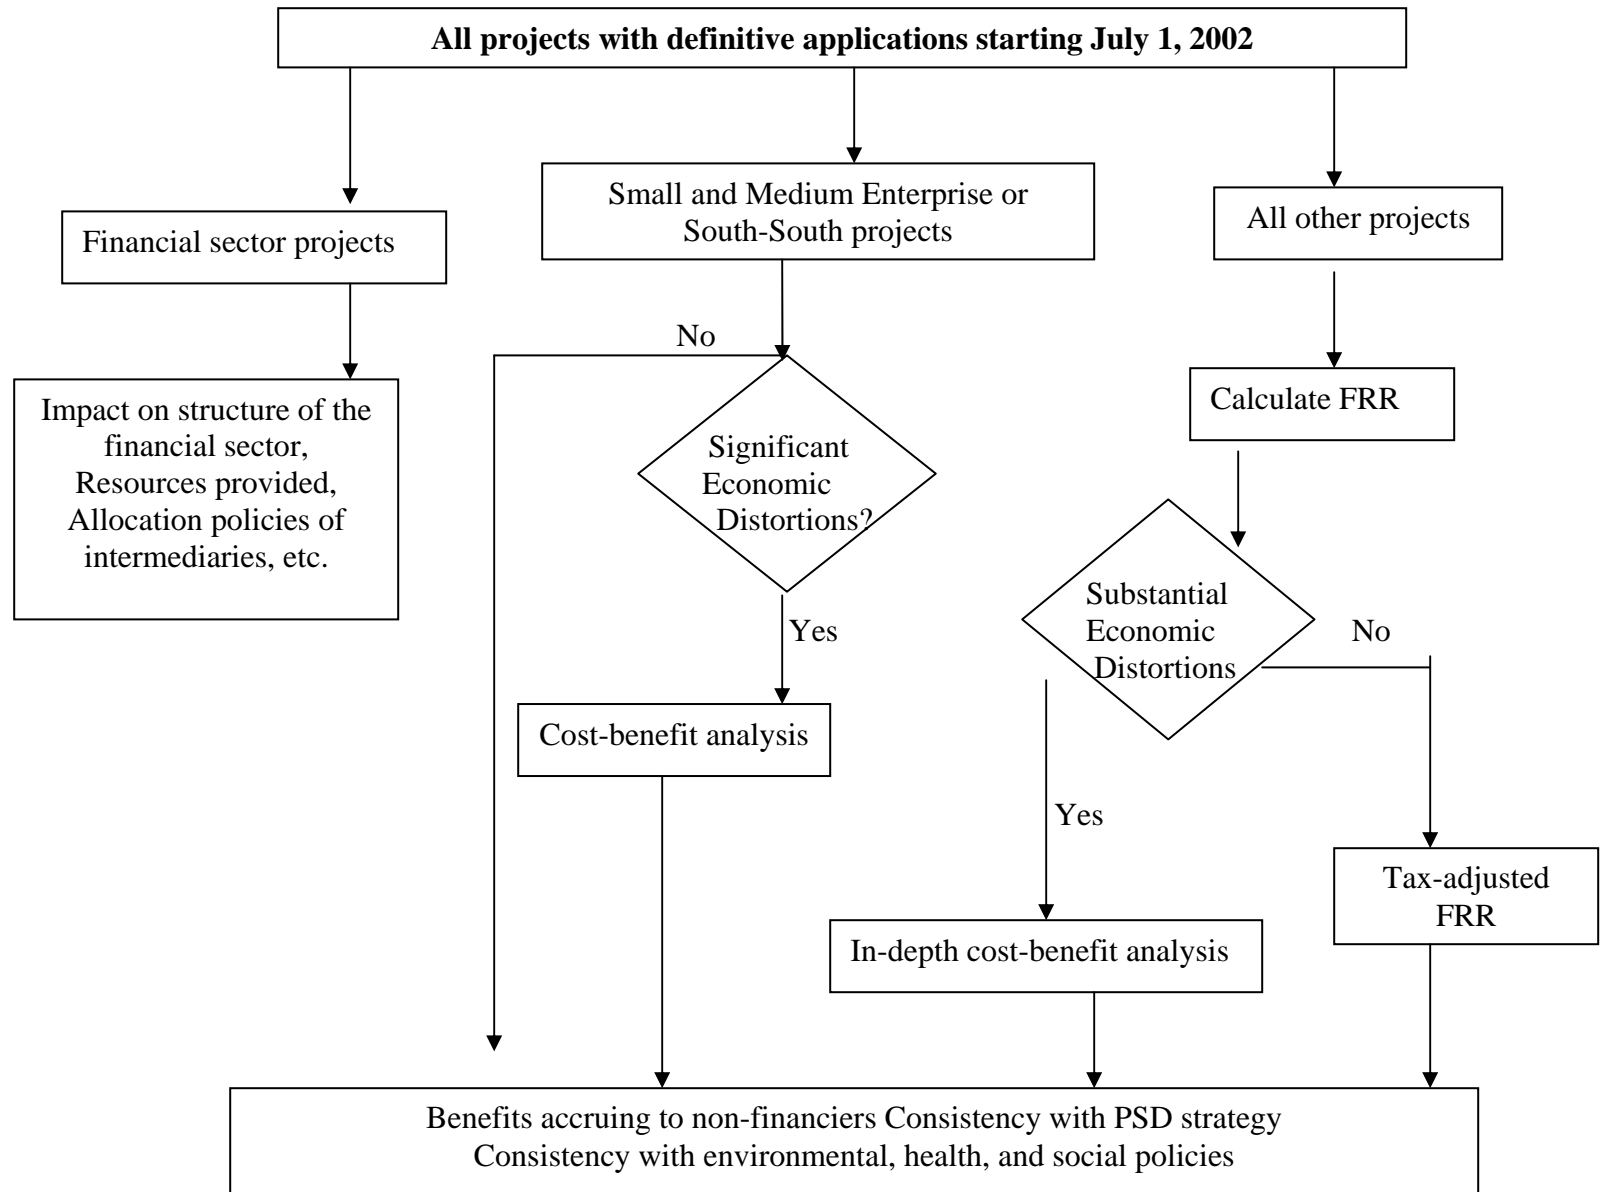 All projects with definitive applications starting July 1, 2002
Small and Medium Enterprise or
South-South projects
All other projects
Financial sector projects
No
Calculate FRR
Impact on structure of the
financial sector,
Resources provided,
Allocation policies of
intermediaries, etc.
Significant
Economic
Distortions?
Substantial
Economic
Distortions
No
Yes
Cost-benefit analysis
Yes
Tax-adjusted
FRR
In-depth cost-benefit analysis
Benefits accruing to non-financiers Consistency with PSD strategy
Consistency with environmental, health, and social policies